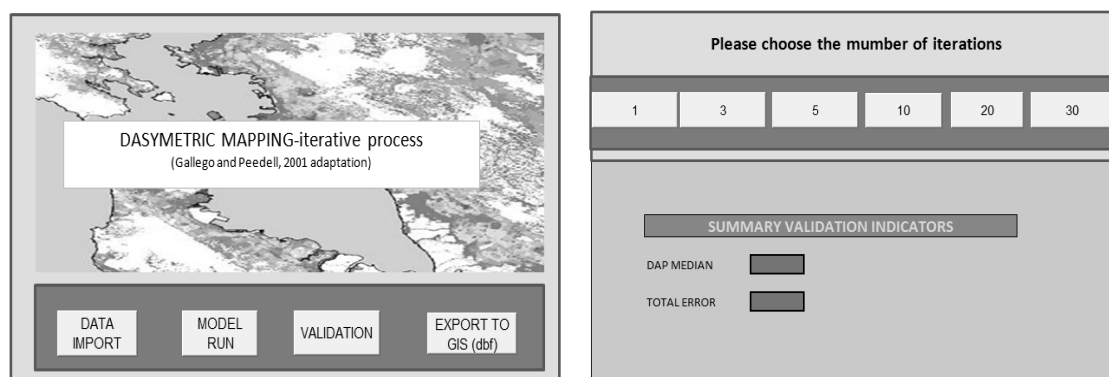 DASYMETRIC MAPPING-iterative process
(Gallego and Peedell, 2001 adaptation)
DATA
IMPORT
MODEL
RUN
VALIDATION
EXPORT TO
GIS (dbf)
Please choose the mumber of iterations
1
3
5
10
20
30
SUMMARY VALIDATION INDICATORS
DAP MEDIAN
TOTAL ERROR